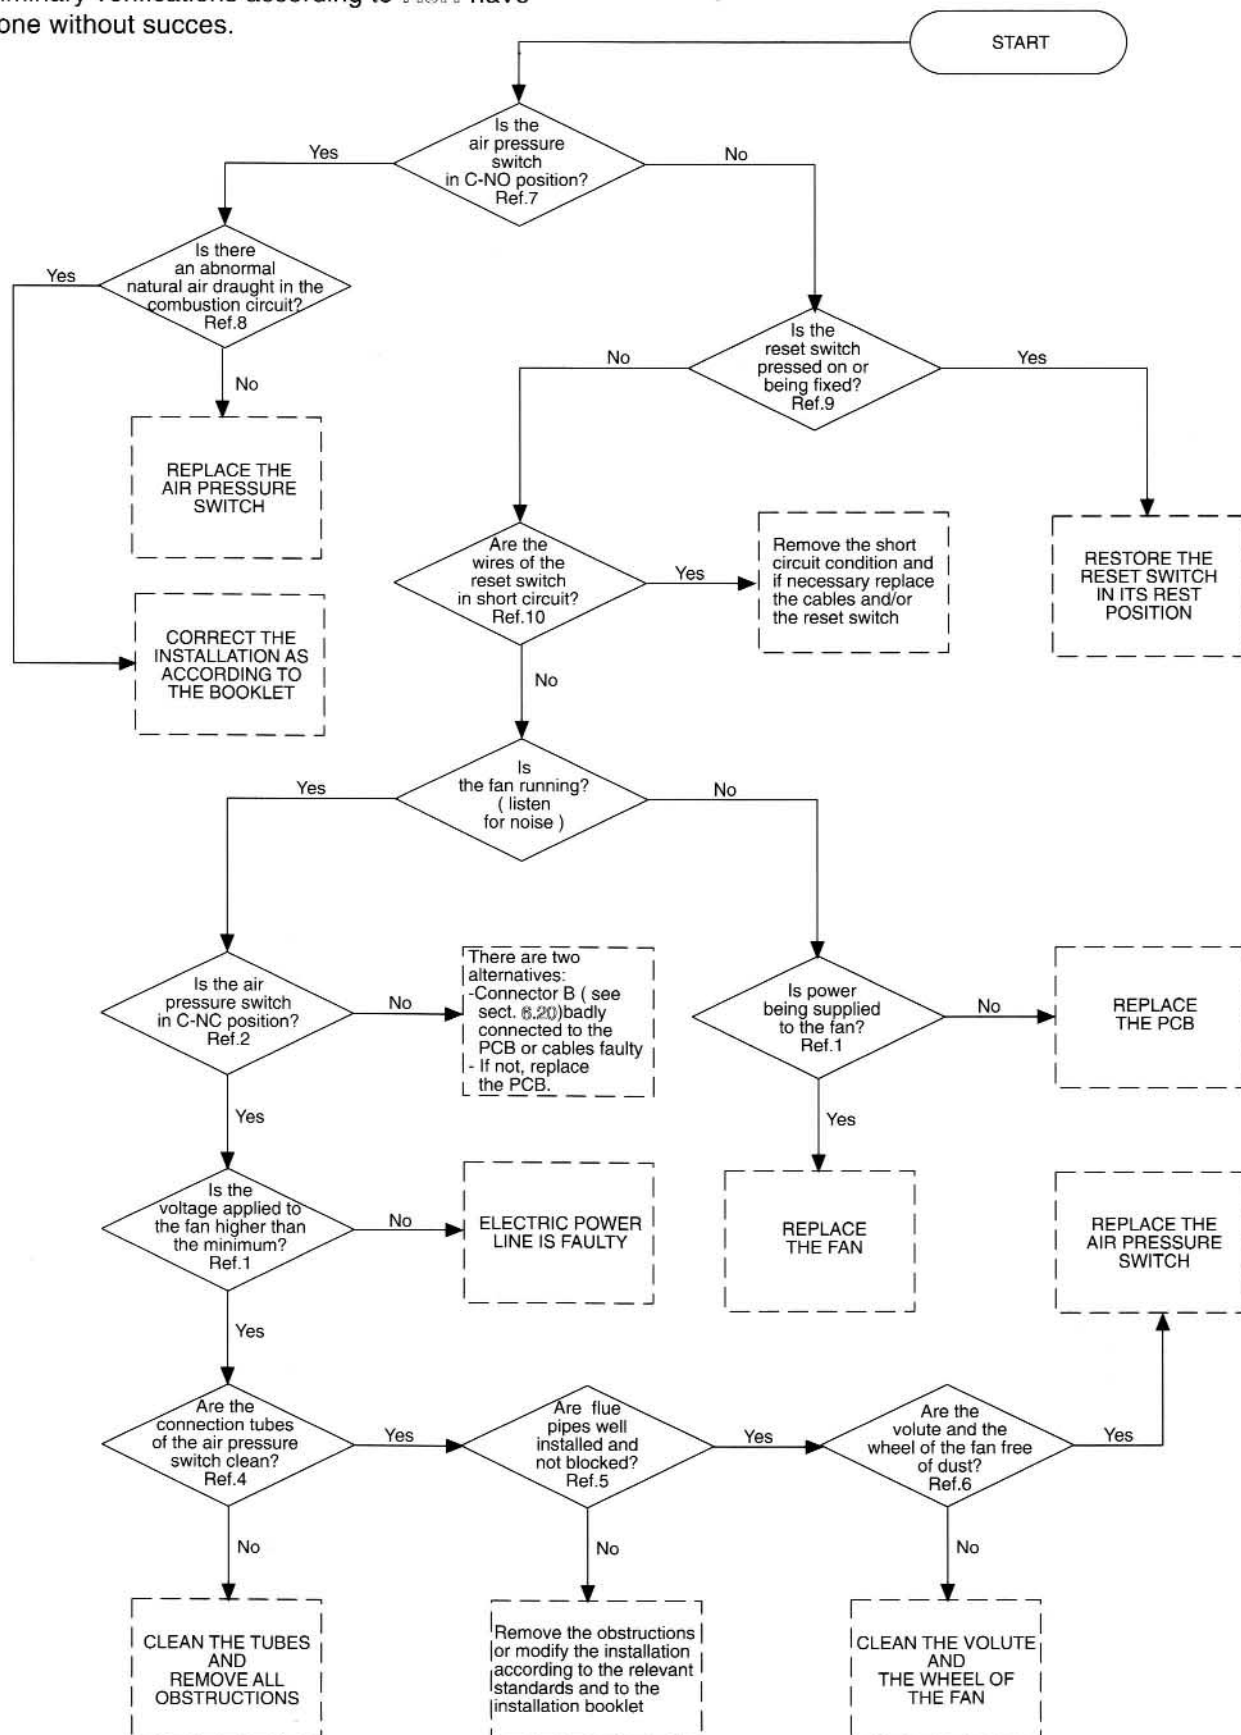 according to have
one without succes.
START
Is the
air pressure
switch
in C-NO position?
Ref.7
Yes
No
Is there
an abnormal
natural air draught in the
combustion circuit?
Ref.8
Yes
No
Is the
reset switch
pressed on or
being fixed?
Ref.9
No
Yes
REPLACE THE
AIR PRESSURE
SWITCH
Are the
wires of the
reset switch
in short circuit?
Ref.10
Yes
No
Remove the short
circuit condition and
if necessary replace
the cables and/or
the reset switch
RESTORE THE
RESET SWITCH
IN ITS REST
POSITION
CORRECT THE
INSTALLATION AS
ACCORDING TO
THE BOOKLET
Is
the fan running?
( listen
for noise )
Yes
No
Is the air
pressure switch
in C-NC position?
Ref.2
No
Yes
There are two
alternatives:
-Connector B ( see
sect. 6.20)badly
connected to the
PCB or cables faulty
- If not, replace
the PCB.
Is power
being supplied
to the fan?
Ref.1
No
Yes
REPLACE
THE PCB
Is the
voltage applied to
the fan higher than
the minimum?
Ref.1
No
Yes
ELECTRIC POWER
LINE IS FAULTY
REPLACE
THE FAN
REPLACE THE
AIR PRESSURE
SWITCH
Are the
connection tubes
of the air pressure
switch clean?
Ref.4
Yes
No
Are flue
pipes well
installed and
not blocked?
Ref.5
Yes
No
Are the
volute and the
wheel of the fan free
of dust?
Ref.6
Yes
No
CLEAN THE TUBES
AND
REMOVE ALL
OBSTRUCTIONS
Remove the obstructions
or modify the installation
according to the relevant
standards and to the
installation booklet
CLEAN THE VOLUTE
AND
THE WHEEL OF
THE FAN